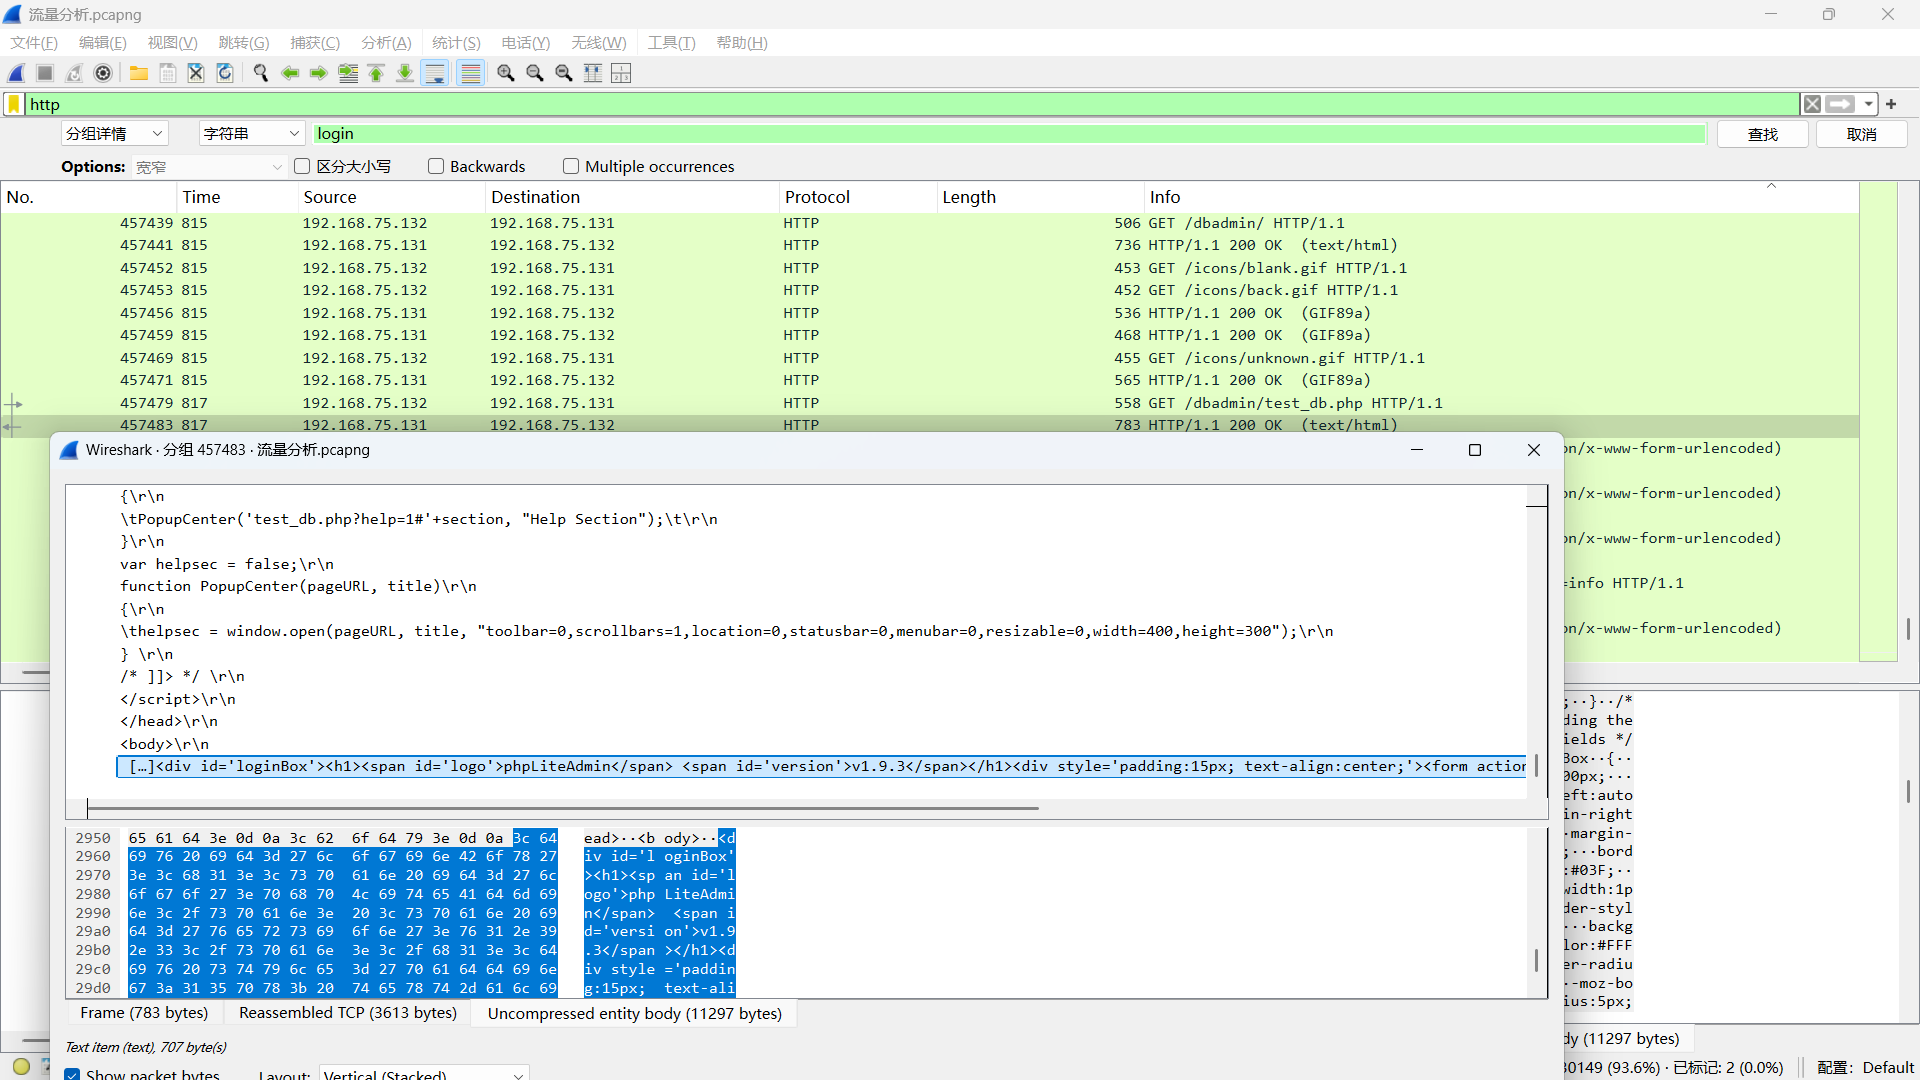 流量分析.pcapng
文件(F) 编辑(E) 视图(V) 跳转(G) 捕获(C) 分析(A) 统计(S) 电话(Y) 无线(W) 工具(T) 帮助(H)
http
分组详情 字符串 login 查找 取消
Options: 宽窄 区分大小写 Backwards Multiple occurrences
No. Time Source Destination Protocol Length Info
457439 815 192.168.75.132 192.168.75.131 HTTP 506 GET /dbadmin/ HTTP/1.1
457441 815 192.168.75.131 192.168.75.132 HTTP 736 HTTP/1.1 200 OK (text/html)
457452 815 192.168.75.132 192.168.75.131 HTTP 453 GET /icons/blank.gif HTTP/1.1
457453 815 192.168.75.132 192.168.75.131 HTTP 452 GET /icons/back.gif HTTP/1.1
457456 815 192.168.75.131 192.168.75.132 HTTP 536 HTTP/1.1 200 OK (GIF89a)
457459 815 192.168.75.131 192.168.75.132 HTTP 468 HTTP/1.1 200 OK (GIF89a)
457469 815 192.168.75.132 192.168.75.131 HTTP 455 GET /icons/unknown.gif HTTP/1.1
457471 815 192.168.75.131 192.168.75.132 HTTP 565 HTTP/1.1 200 OK (GIF89a)
457479 817 192.168.75.132 192.168.75.131 HTTP 558 GET /dbadmin/test_db.php HTTP/1.1
457483 817 192.168.75.131 192.168.75.132 HTTP 783 HTTP/1.1 200 OK (text/html)
on/x-www-form-urlencoded)
on/x-www-form-urlencoded)
on/x-www-form-urlencoded)
=info HTTP/1.1
on/x-www-form-urlencoded)
Wireshark · 分组 457483 · 流量分析.pcapng
{\r\n
\tPopupCenter('test_db.php?help=1#'+section, "Help Section");\t\r\n
}\r\n
var helpsec = false;\r\n
function PopupCenter(pageURL, title)\r\n
{\r\n
\thelpsec = window.open(pageURL, title, "toolbar=0,scrollbars=1,location=0,statusbar=0,menubar=0,resizable=0,width=400,height=300");\r\n
} \r\n
/* ]]> */ \r\n
</script>\r\n
</head>\r\n
<body>\r\n
[…]<div id='loginBox'><h1><span id='logo'>phpLiteAdmin</span> <span id='version'>v1.9.3</span></h1><div style='padding:15px; text-align:center;'><form action
2950 65 61 64 3e 0d 0a 3c 62 6f 64 79 3e 0d 0a 3c 64 ead>··<b ody>··<d
2960 69 76 20 69 64 3d 27 6c 6f 67 69 6e 42 6f 78 27 iv id='l oginBox'
2970 3e 3c 68 31 3e 3c 73 70 61 6e 20 69 64 3d 27 6c ><h1><sp an id='l
2980 6f 67 6f 27 3e 70 68 70 4c 69 74 65 41 64 6d 69 ogo'>php LiteAdmi
2990 6e 3c 2f 73 70 61 6e 3e 20 3c 73 70 61 6e 20 69 n</span> <span i
29a0 64 3d 27 76 65 72 73 69 6f 6e 27 3e 76 31 2e 39 d='versi on'>v1.9
29b0 2e 33 3c 2f 73 70 61 6e 3e 3c 2f 68 31 3e 3c 64 .3</span ></h1><d
29c0 69 76 20 73 74 79 6c 65 3d 27 70 61 64 64 69 6e iv style ='paddin
29d0 67 3a 31 35 70 78 3b 20 74 65 78 74 2d 61 6c 69 g:15px; text-ali
Frame (783 bytes) Reassembled TCP (3613 bytes) Uncompressed entity body (11297 bytes)
Text item (text), 707 byte(s)
Show packet bytes Layout: Vertical (Stacked)
;··}··/*
ding the
ields */
Box··{··
00px;···
eft:auto
in-right
·margin-
;···bord
:#03F;··
width:1p
der-styl
···backg
lor:#FFF
er-radiu
·-moz-bo
ius:5px;
dy (11297 bytes)
30149 (93.6%) · 已标记: 2 (0.0%) 配置: Default